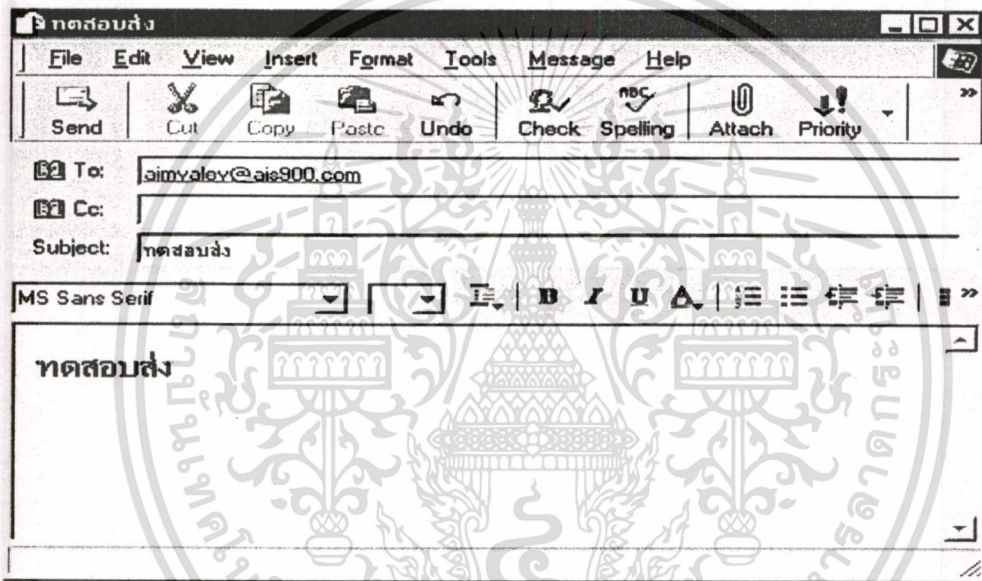 ทดสอบส่ง
File Edit View Insert Format Tools Message Help
Send Cut Copy Paste Undo Check Spelling Attach Priority
To: aimvaley@ais900.com
Cc:
Subject: ทดสอบส่ง
MS Sans Serif B I U A
ทดสอบส่ง